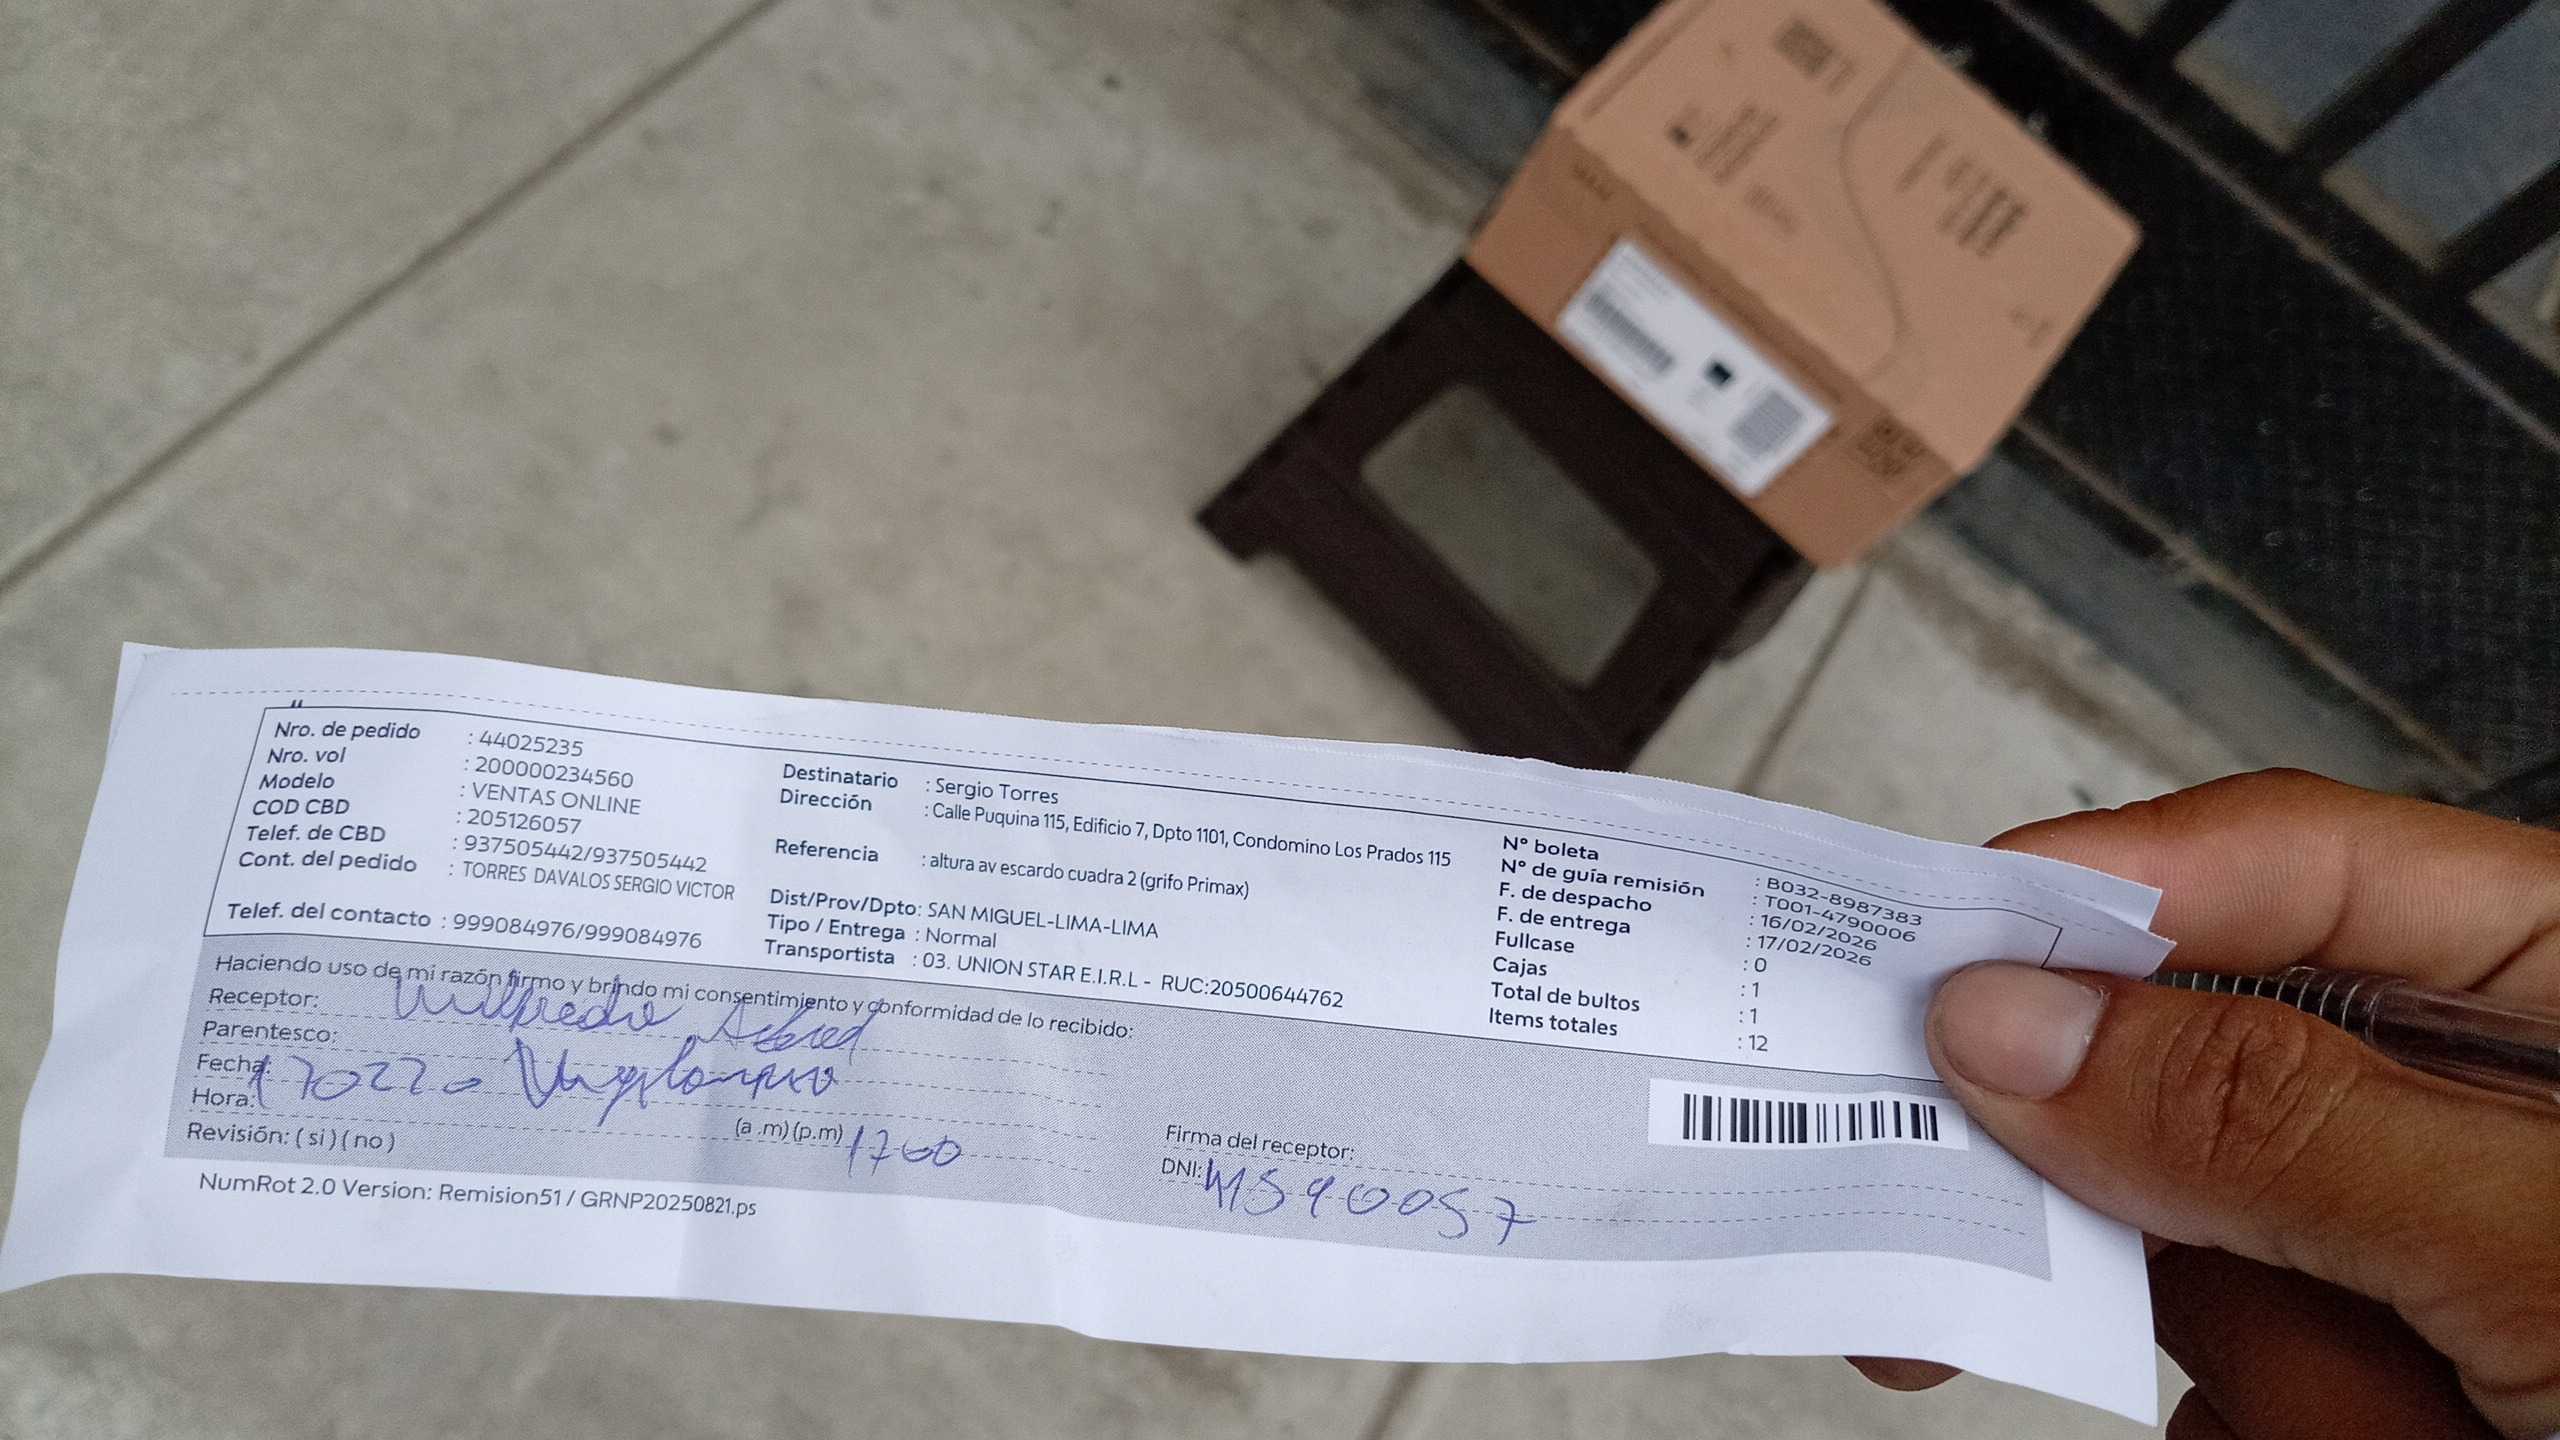 Nro. de pedido : 44025235
Nro. vol : 200000234560
Modelo : VENTAS ONLINE
COD CBD : 205126057
Telef. de CBD : 937505442/937505442
Cont. del pedido : TORRES DAVALOS SERGIO VICTOR
Telef. del contacto : 999084976/999084976
Destinatario : Sergio Torres
Dirección : Calle Puquina 115, Edificio 7, Dpto 1101, Condomino Los Prados 115
Referencia : altura av escardo cuadra 2 (grifo Primax)
Dist/Prov/Dpto: SAN MIGUEL-LIMA-LIMA
Tipo / Entrega : Normal
Transportista : 03. UNION STAR E.I.R.L - RUC:20500644762
N° boleta : B032-8987383
N° de guía remisión : T001-4790006
F. de despacho : 16/02/2026
F. de entrega : 17/02/2026
Fullcase : 0
Cajas : 1
Total de bultos : 1
Items totales : 12
Haciendo uso de mi razón firmo y brindo mi consentimiento y conformidad de lo recibido:
Receptor: Wilfredo
Parentesco:
Fecha:
Hora: (a .m) (p.m) 1700
Revisión: ( si ) ( no )
Firma del receptor:
DNI: 41590057
NumRot 2.0 Version: Remision51 / GRNP20250821.ps